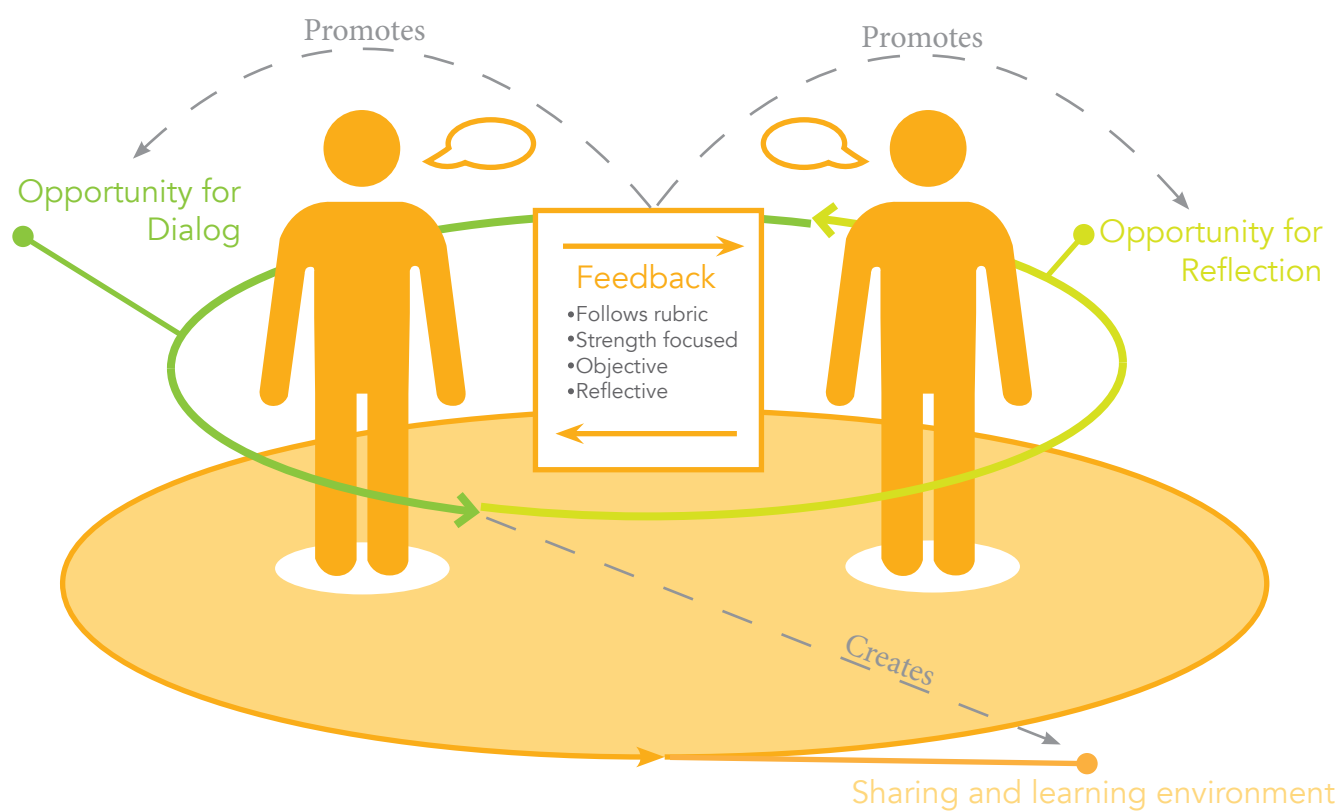 Promotes
Promotes
Opportunity for
Dialog
Opportunity for
Reflection
Feedback
•Follows rubric
•Strength focused
•Objective
•Reflective
Creates
Sharing and learning environment